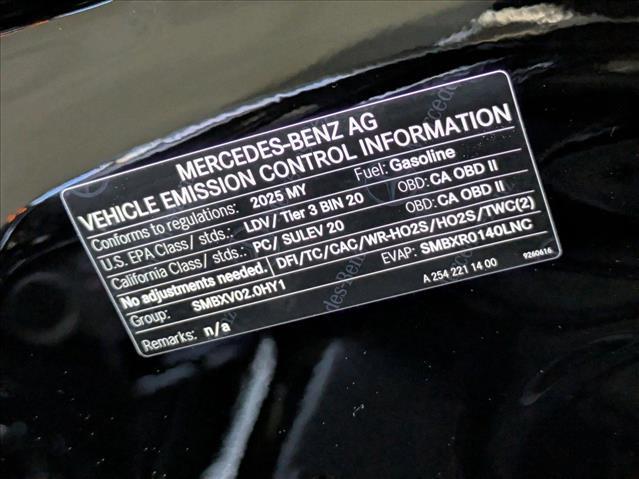 MERCEDES-BENZ AG
VEHICLE EMISSION CONTROL INFORMATION
Conforms to regulations: 2025 MY Fuel: Gasoline
U.S. EPA Class/ stds.: LDV/ Tier 3 BIN 20 OBD: CA OBD II
California Class/ stds.: PC/ SULEV 20 OBD: CA OBD II
No adjustments needed. DFI/TC/CAC/WR-HO2S/HO2S/TWC(2)
Group: SMBXV02.0HY1 EVAP: SMBXR0140LNC
Remarks: n/a A 254 221 14 00 9260616